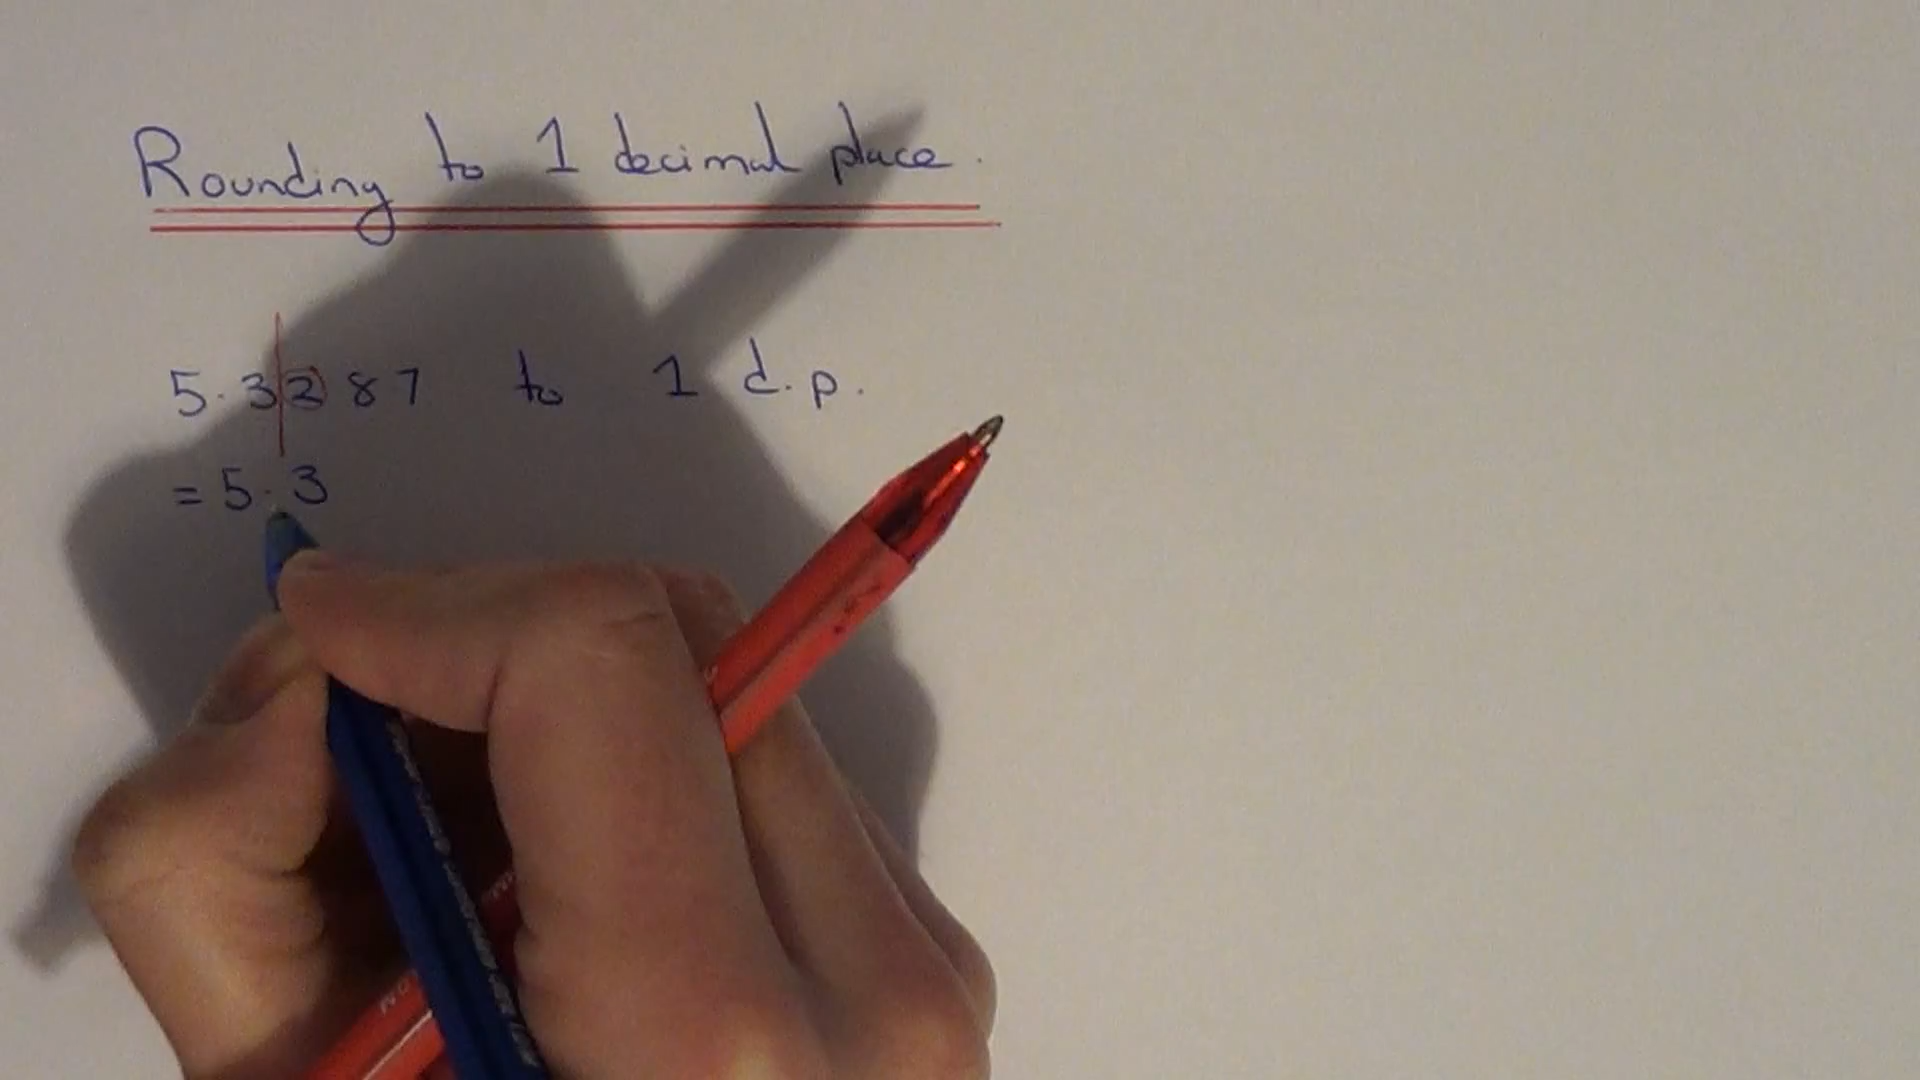 Rounding to 1 decimal place.
5.3287 to 1 d.p.
= 5.3